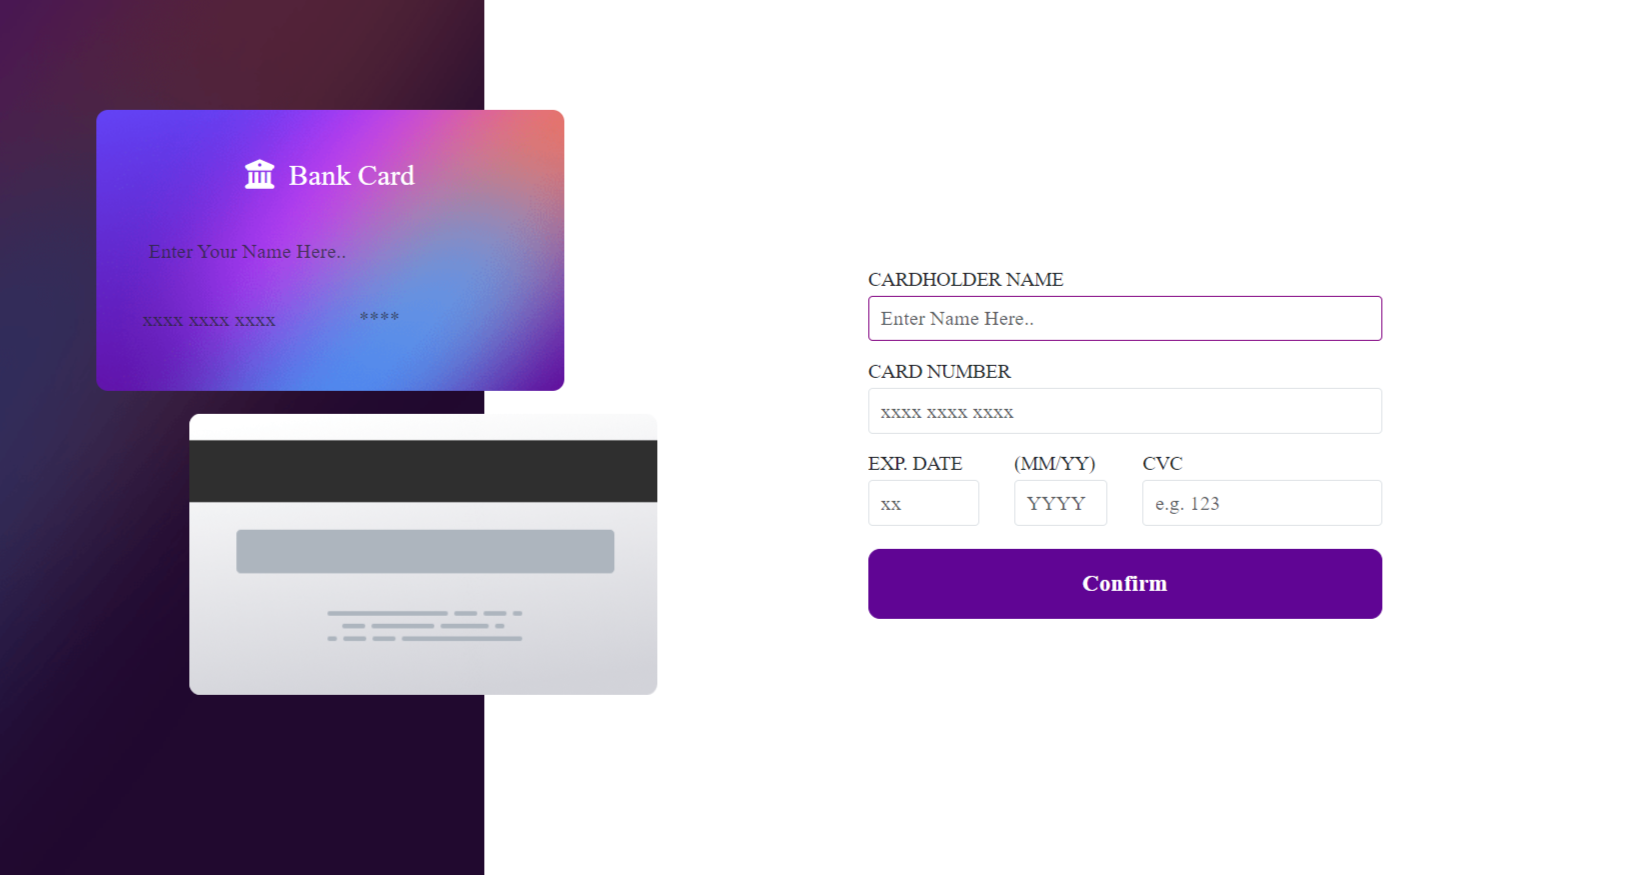 Bank Card
Enter Your Name Here..
xxxx xxxx xxxx ****
CARDHOLDER NAME
Enter Name Here..
CARD NUMBER
xxxx xxxx xxxx
EXP. DATE (MM/YY) CVC
xx YYYY e.g. 123
Confirm